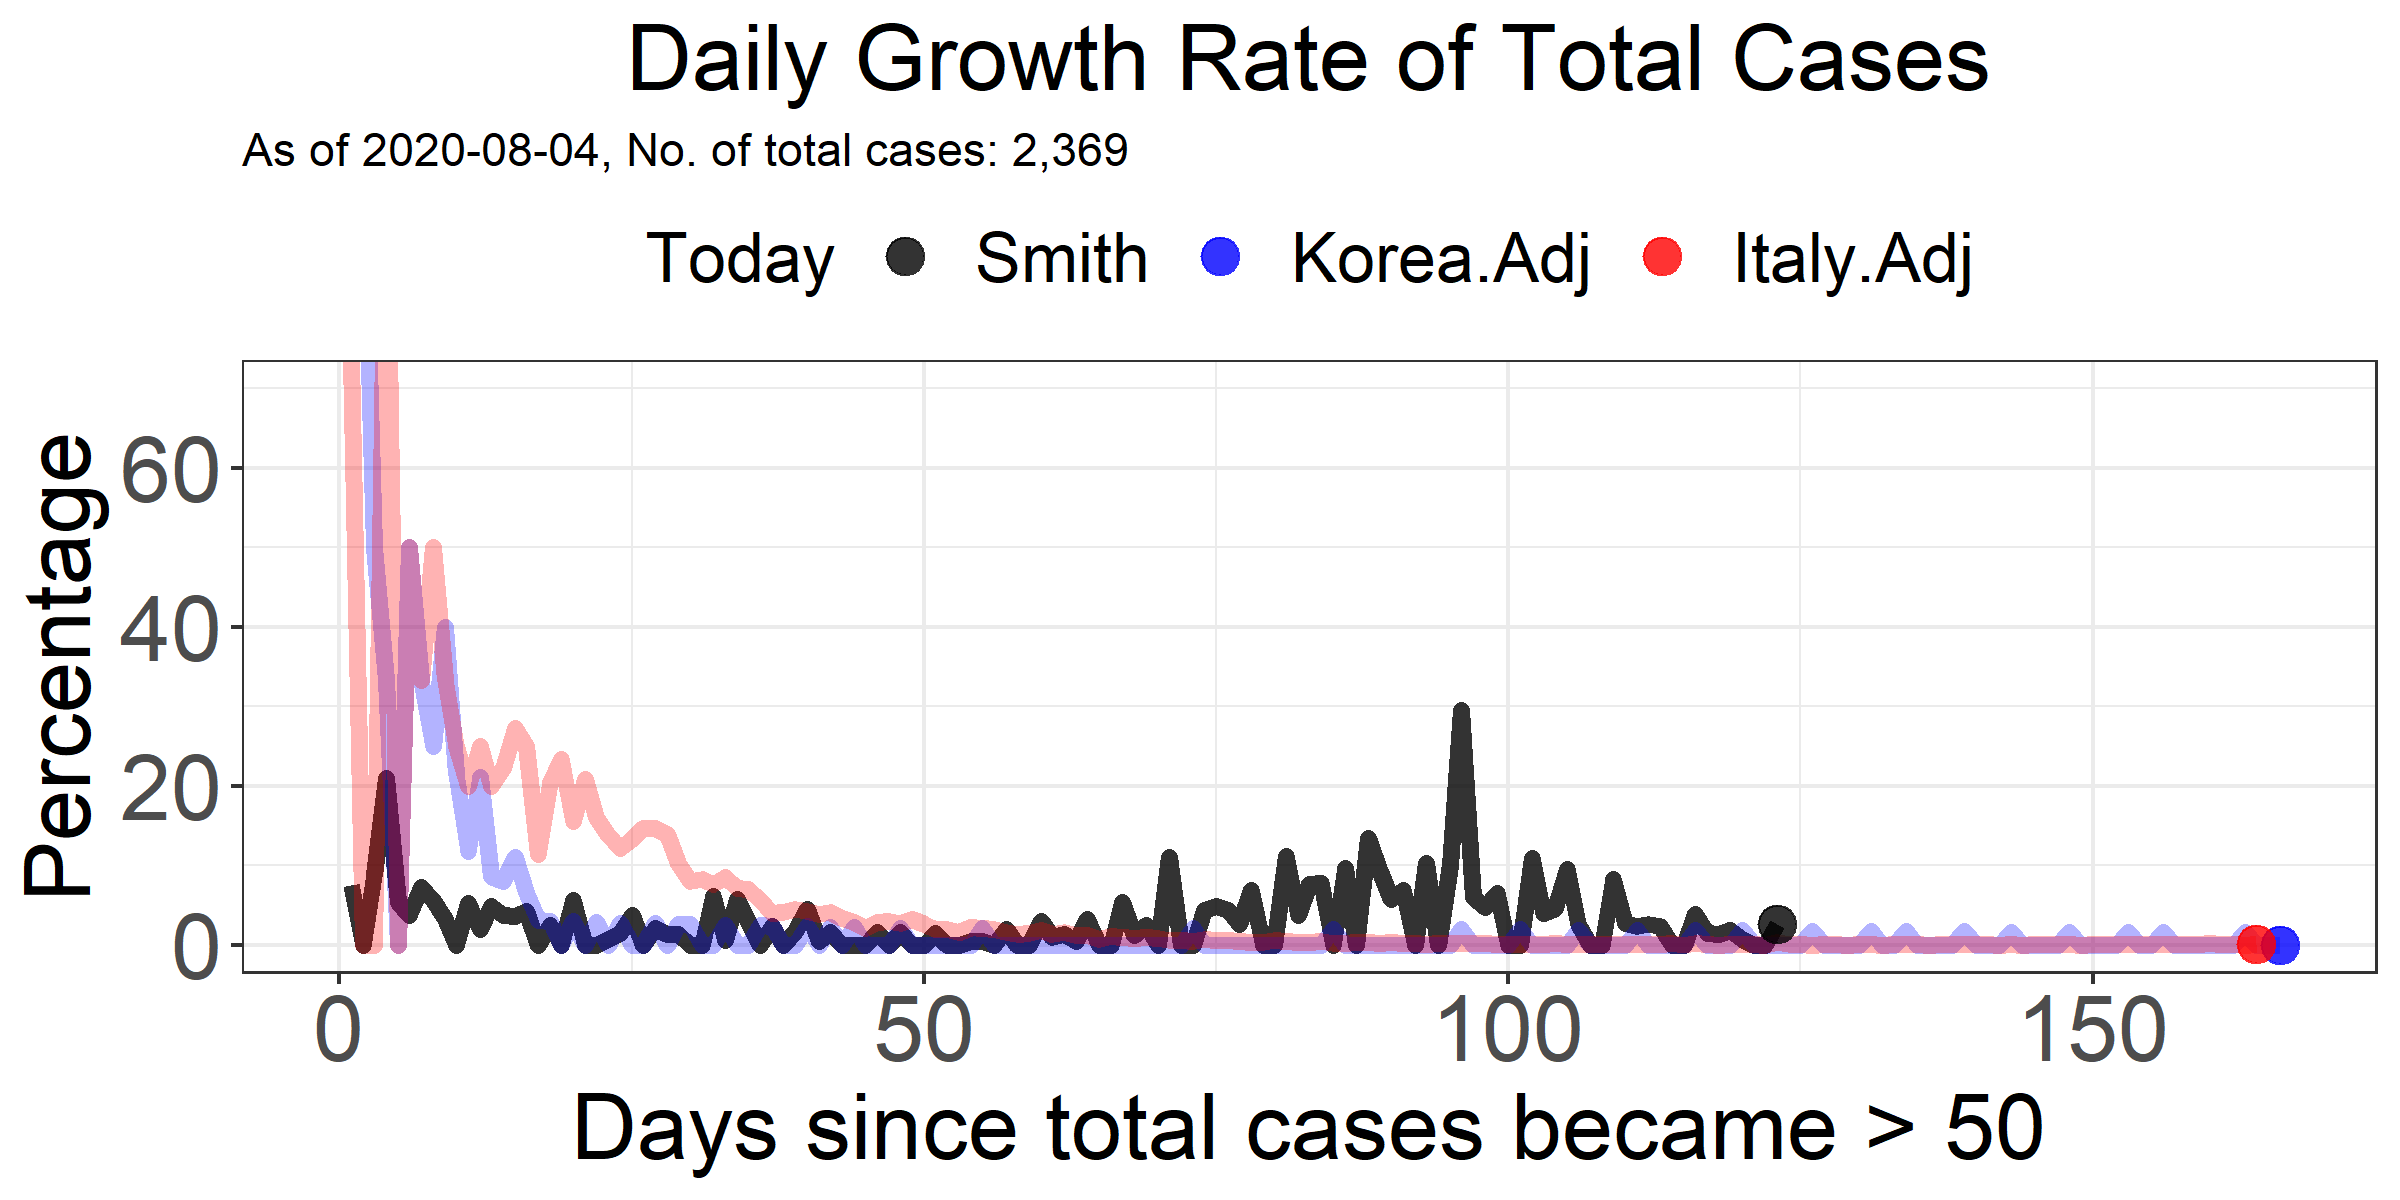 Daily Growth Rate of Total Cases
As of 2020-08-04, No. of total cases: 2,369
Today Smith Korea.Adj Italy.Adj
Percentage
60
40
20
0
0 50 100 150
Days since total cases became > 50